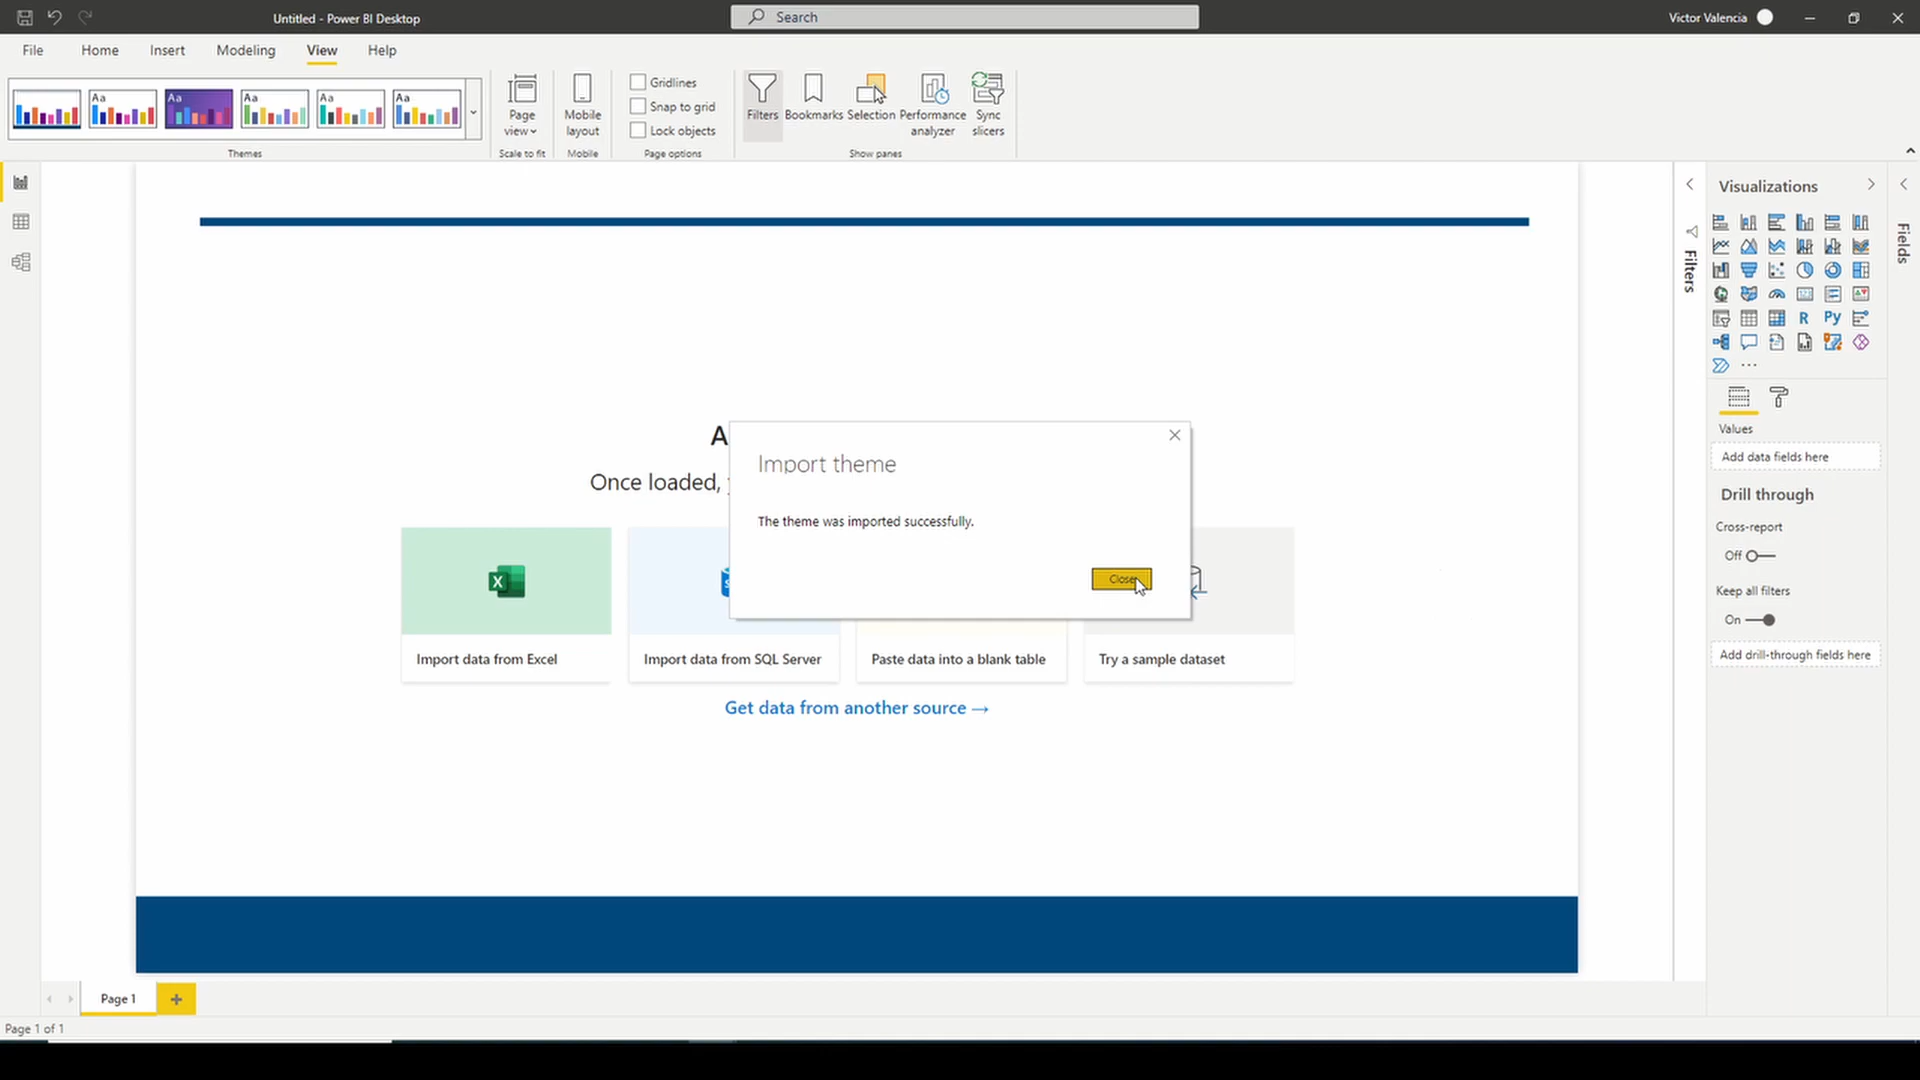 Untitled - Power BI Desktop
Search
Victor Valencia
File
Home
Insert
Modeling
View
Help
Aa
Aa
Aa
Aa
Aa
Page view
Mobile layout
Gridlines
Snap to grid
Lock objects
Filters
Bookmarks
Selection
Performance analyzer
Sync slicers
Themes
Scale to fit
Mobile
Page options
Show panes
A
Once loaded,
Import theme
The theme was imported successfully.
Close
X
Import data from Excel
Import data from SQL Server
Paste data into a blank table
Try a sample dataset
Get data from another source →
Filters
Visualizations
R
Py
...
Values
Add data fields here
Drill through
Cross-report
Off
Keep all filters
On
Add drill-through fields here
Fields
Page 1
Page 1 of 1